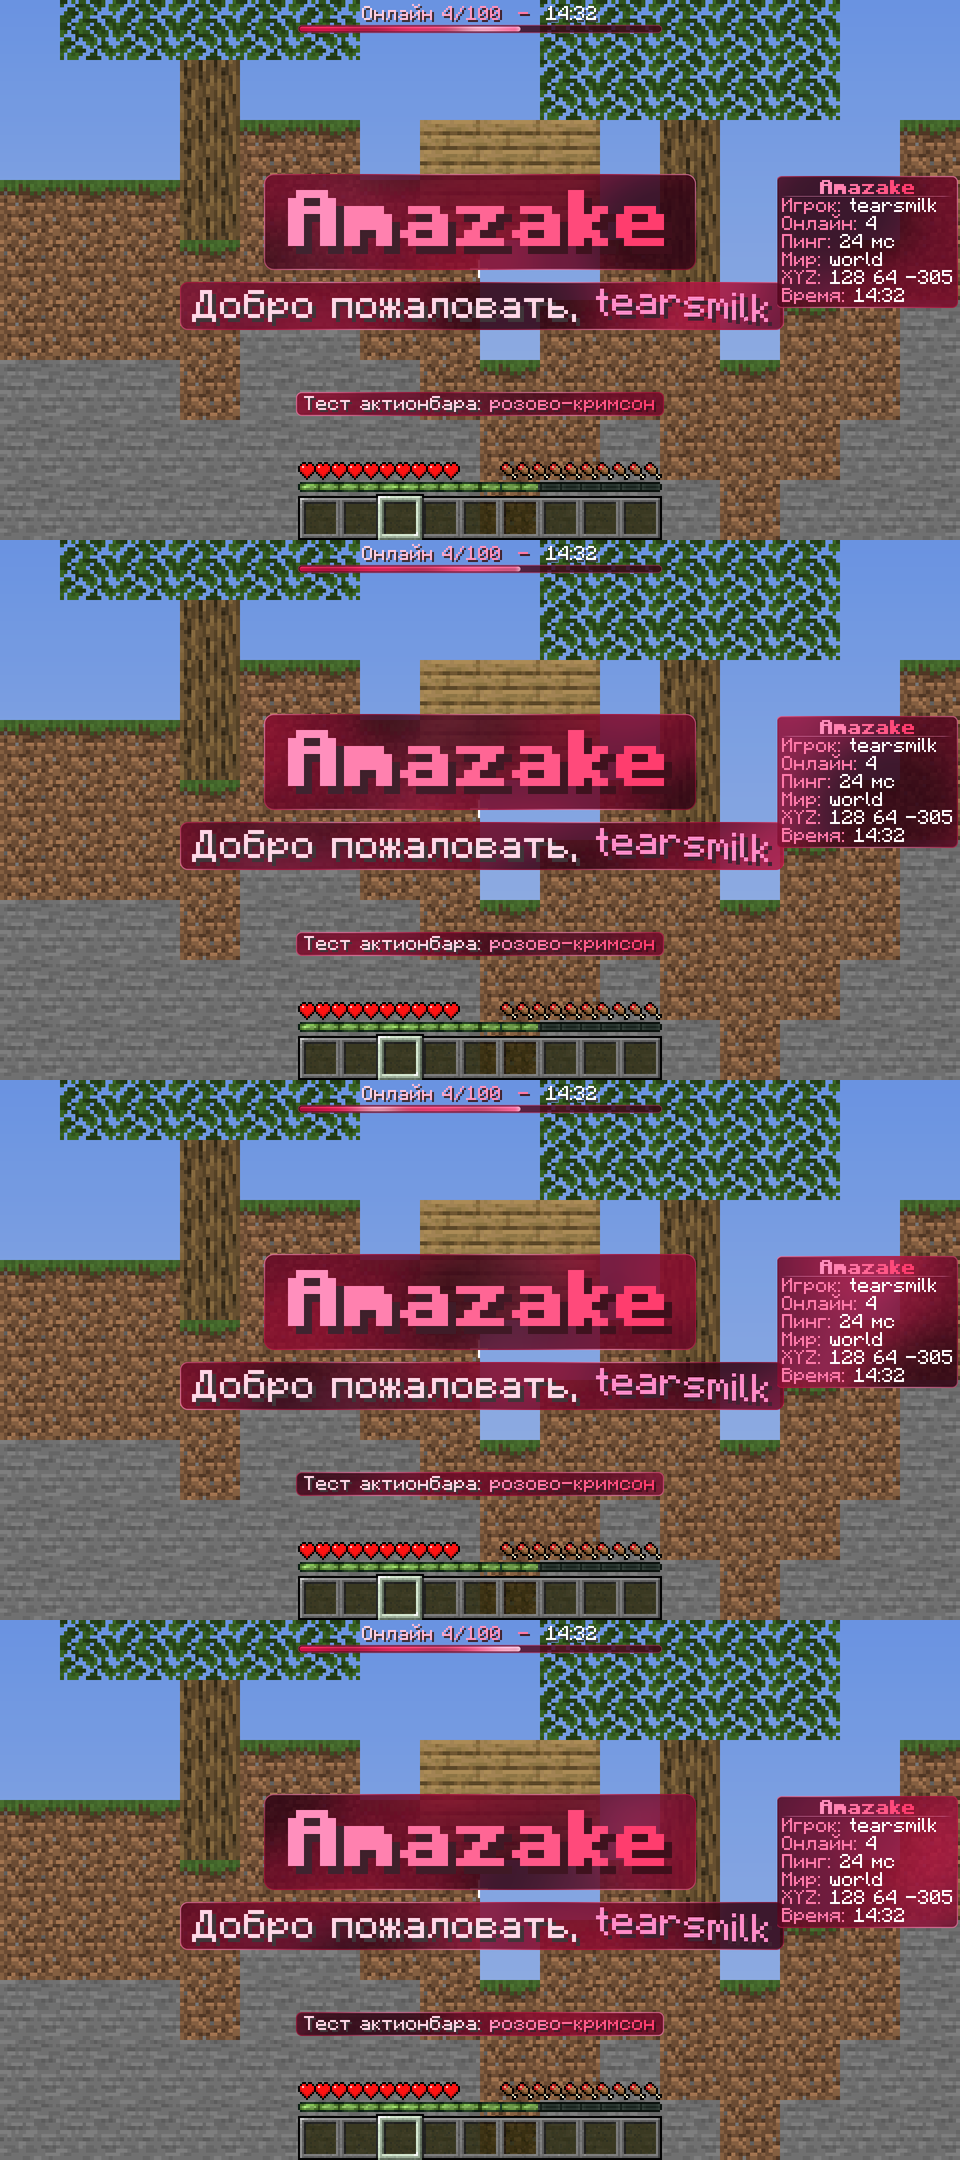 Онлайн 4/100 - 14:32
Amazake
Добро пожаловать, tearsmilk
Amazake
Игрок: tearsmilk
Онлайн: 4
Пинг: 24 мс
Мир: world
XYZ: 128 64 -305
Время: 14:32
Тест актионбара: розово-кримсон
Онлайн 4/100 - 14:32
Amazake
Добро пожаловать, tearsmilk
Amazake
Игрок: tearsmilk
Онлайн: 4
Пинг: 24 мс
Мир: world
XYZ: 128 64 -305
Время: 14:32
Тест актионбара: розово-кримсон
Онлайн 4/100 - 14:32
Amazake
Добро пожаловать, tearsmilk
Amazake
Игрок: tearsmilk
Онлайн: 4
Пинг: 24 мс
Мир: world
XYZ: 128 64 -305
Время: 14:32
Тест актионбара: розово-кримсон
Онлайн 4/100 - 14:32
Amazake
Добро пожаловать, tearsmilk
Amazake
Игрок: tearsmilk
Онлайн: 4
Пинг: 24 мс
Мир: world
XYZ: 128 64 -305
Время: 14:32
Тест актионбара: розово-кримсон